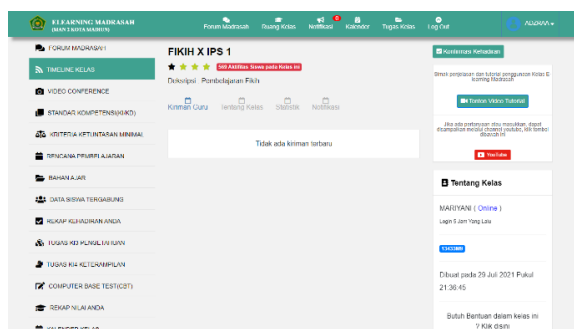 ELEARNING MADRASAH
(MAN 1 KOTA MADIUN)
Forum Madrasah
Ruang Kelas
Notifikasi
Kalender
Tugas Kelas
Log Out
FORUM MADRASAH
TIMELINE KELAS
VIDEO CONFERENCE
STANDAR KOMPETENSI(KI-KD)
KRITERIA KETUNTASAN MINIMAL
RENCANA PEMBELAJARAN
BAHAN AJAR
DATA SISWA TERGABUNG
REKAP KEHADIRAN ANDA
TUGAS KI3 PENGETAHUAN
TUGAS KI4 KETERAMPILAN
COMPUTER BASE TEST(CBT)
REKAP NILAI ANDA
KALENDER KELAS
FIKIH X IPS 1
569 Aktifitas Siswa pada Kelas ini
Deksripsi : Pembelajaran Fikih
Kiriman Guru
Tentang Kelas
Statistik
Notifikasi
Tidak ada kiriman terbaru
Konfirmasi Kehadiran
Simak penjelasan dan tutorial penggunaan Kelas E
learning Madrasah
Tonton Video Tutorial
Jika ada pertanyaan atau masukkan, dapat
disampaikan melalui channel youtube, klik tombol
dibawah ini
YouTube
Tentang Kelas
MARIYANI ( Online )
Login 5 Jam Yang Lalu
Dibuat pada 29 Juli 2021 Pukul
21:36:45
Butuh Bantuan dalam kelas ini
? Klik disini